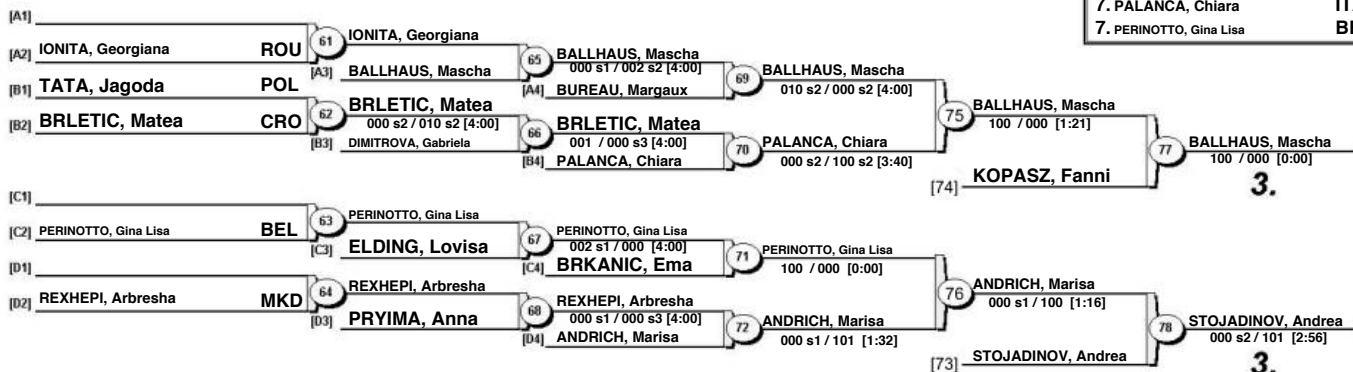 7. PALANCA, Chiara
7. PERINOTTO, Gina Lisa
[A1]
[A2] IONITA, Georgiana ROU
61
IONITA, Georgiana
[A3] BALLHAUS, Mascha
65
BALLHAUS, Mascha
000 s1 / 002 s2 [4:00]
[A4] BUREAU, Margaux
69
BALLHAUS, Mascha
010 s2 / 000 s2 [4:00]
[B1] TATA, Jagoda POL
[B2] BRLETIC, Matea CRO
62
BRLETIC, Matea
000 s2 / 010 s2 [4:00]
[B3] DIMITROVA, Gabriela
66
BRLETIC, Matea
001 / 000 s3 [4:00]
[B4] PALANCA, Chiara
70
PALANCA, Chiara
000 s2 / 100 s2 [3:40]
75
BALLHAUS, Mascha
100 / 000 [1:21]
[74] KOPASZ, Fanni
77
BALLHAUS, Mascha
100 / 000 [0:00]
3.
[C1]
[C2] PERINOTTO, Gina Lisa BEL
63
PERINOTTO, Gina Lisa
[C3] ELDING, Lovisa
67
PERINOTTO, Gina Lisa
002 s1 / 000 [4:00]
[C4] BRKANIC, Ema
71
PERINOTTO, Gina Lisa
100 / 000 [0:00]
[D1]
[D2] REXHEPI, Arbresha MKD
64
REXHEPI, Arbresha
[D3] PRYIMA, Anna
68
REXHEPI, Arbresha
000 s1 / 000 s3 [4:00]
[D4] ANDRICH, Marisa
72
ANDRICH, Marisa
000 s1 / 101 [1:32]
76
ANDRICH, Marisa
000 s1 / 100 [1:16]
[73] STOJADINOV, Andrea
78
STOJADINOV, Andrea
000 s2 / 101 [2:56]
3.